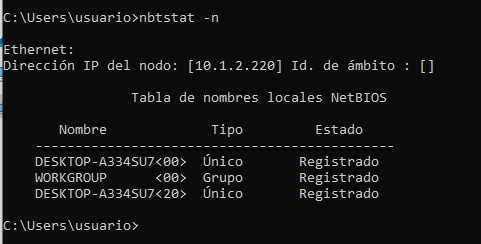 C:\Users\usuario>nbtstat -n
Ethernet:
Dirección IP del nodo: [10.1.2.220] Id. de ámbito : []
Tabla de nombres locales NetBIOS
Nombre Tipo Estado
---------------------------------------------
DESKTOP-A334SU7<00> Único Registrado
WORKGROUP <00> Grupo Registrado
DESKTOP-A334SU7<20> Único Registrado
C:\Users\usuario>